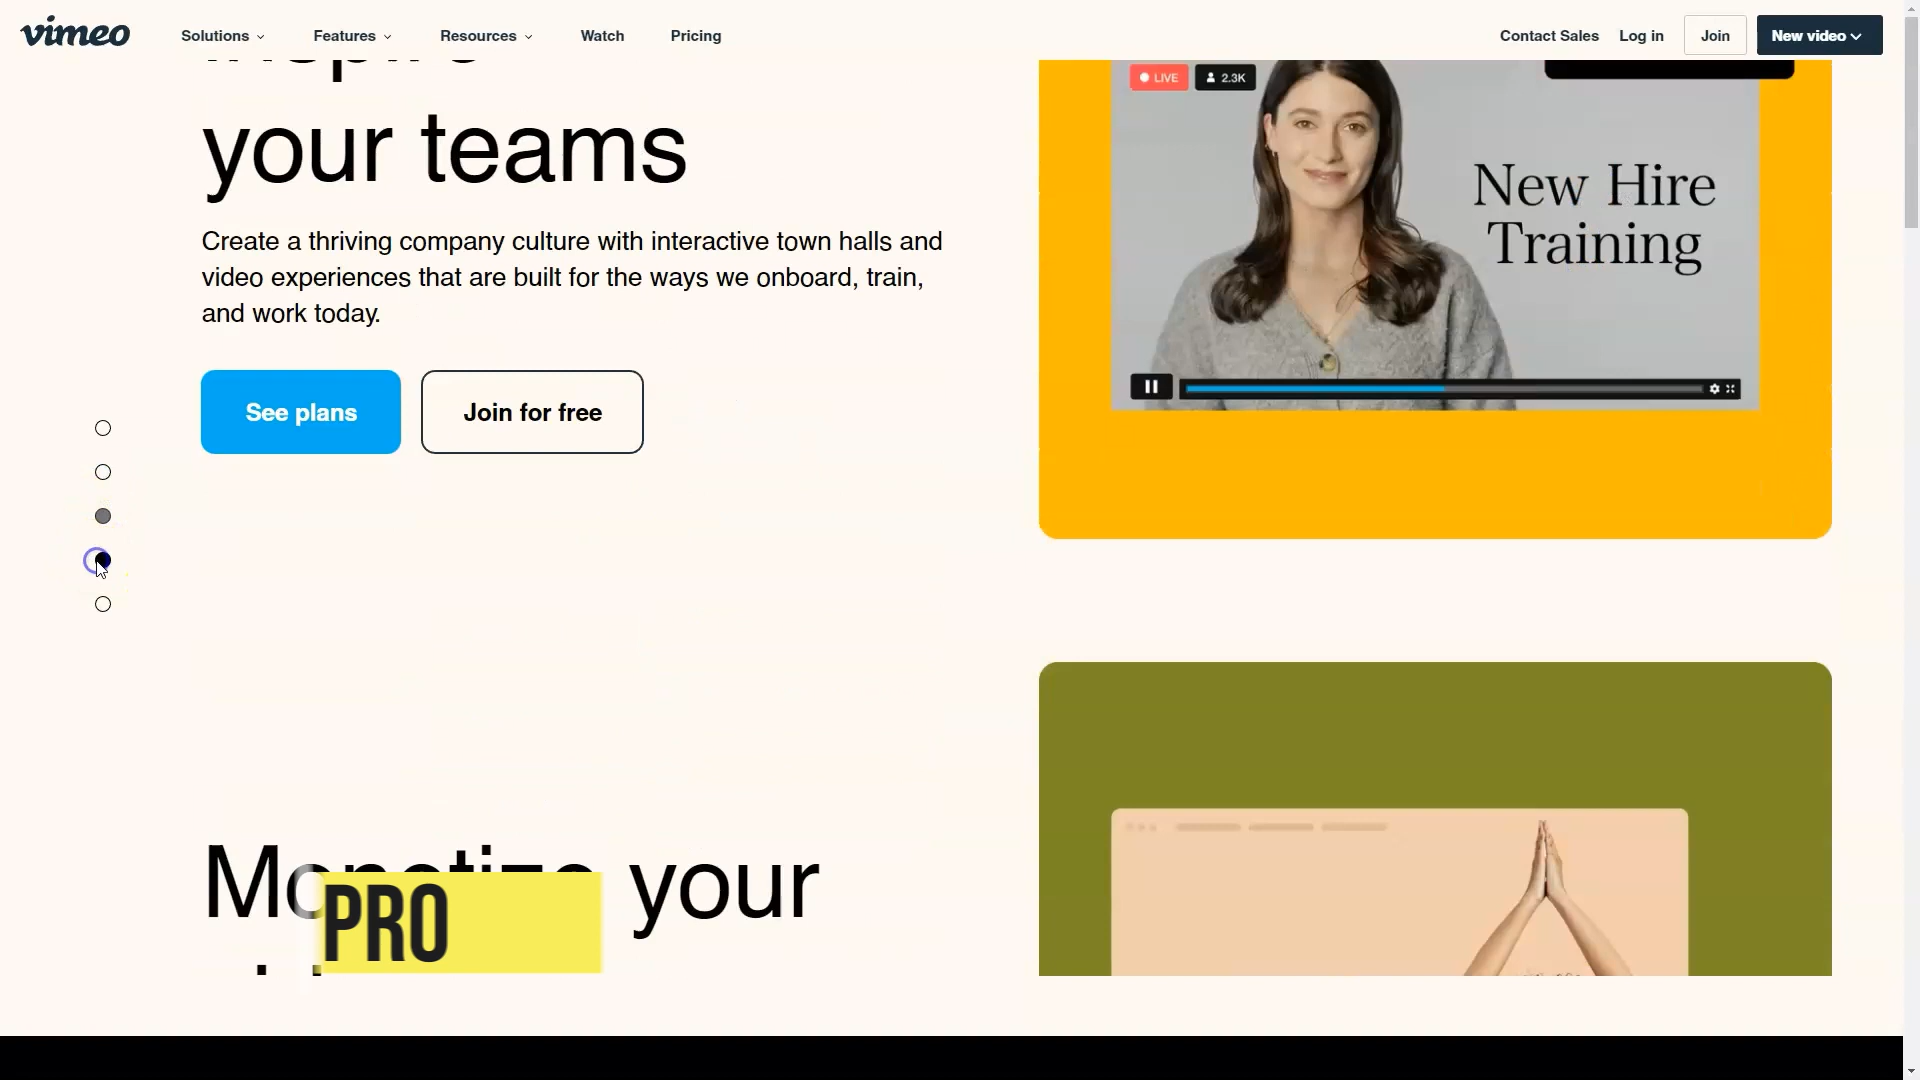 vimeo
Solutions
Features
Resources
Watch
Pricing
Contact Sales
Log in
Join
New video
Inspire
your teams
Create a thriving company culture with interactive town halls and
video experiences that are built for the ways we onboard, train,
and work today.
See plans
Join for free
LIVE
2.3K
New Hire
Training
Monetize your
PRO